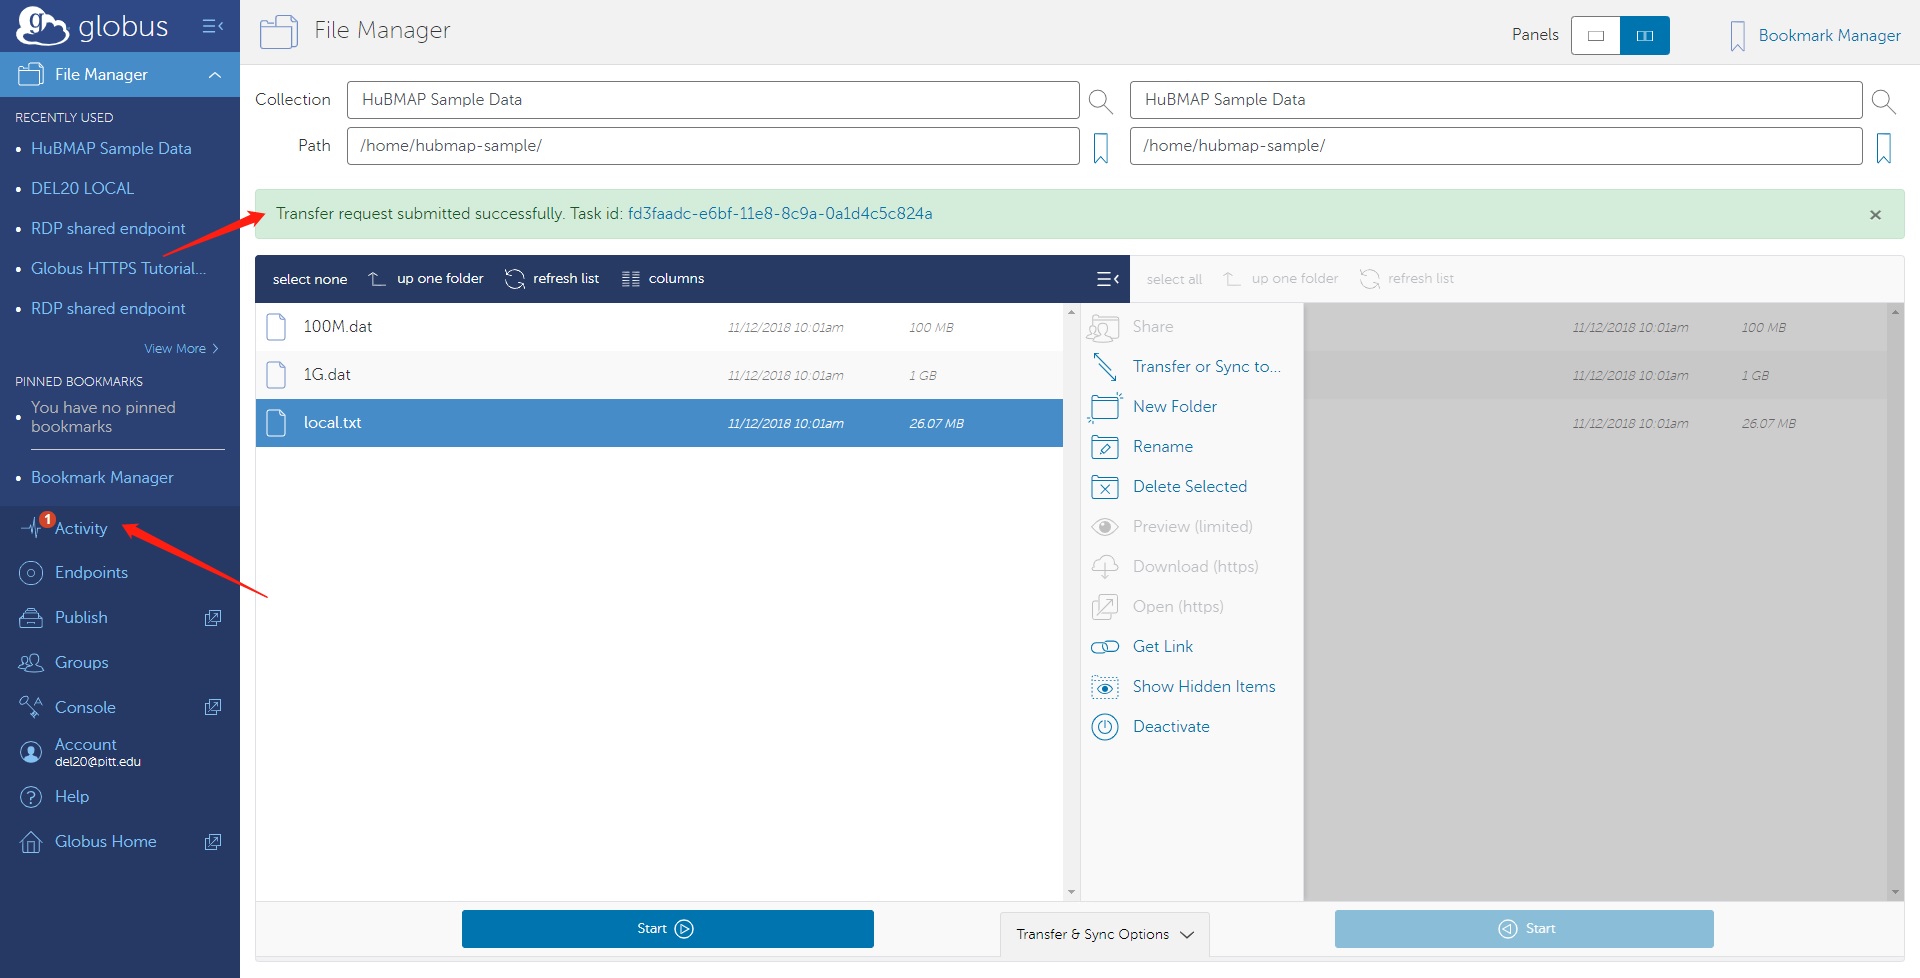 globus
File Manager
RECENTLY USED
HuBMAP Sample Data
DEL20 LOCAL
RDP shared endpoint
Globus HTTPS Tutorial...
RDP shared endpoint
View More
PINNED BOOKMARKS
You have no pinned
bookmarks
Bookmark Manager
1
Activity
Endpoints
Publish
Groups
Console
Account
del20@pitt.edu
Help
Globus Home
File Manager
Panels
Bookmark Manager
Collection
HuBMAP Sample Data
HuBMAP Sample Data
Path
/home/hubmap-sample/
/home/hubmap-sample/
Transfer request submitted successfully. Task id: fd3faadc-e6bf-11e8-8c9a-0a1d4c5c824a
select none up one folder refresh list columns
select all up one folder refresh list
100M.dat 11/12/2018 10:01am 100 MB
1G.dat 11/12/2018 10:01am 1 GB
local.txt 11/12/2018 10:01am 26.07 MB
Share
Transfer or Sync to...
New Folder
Rename
Delete Selected
Preview (limited)
Download (https)
Open (https)
Get Link
Show Hidden Items
Deactivate
11/12/2018 10:01am 100 MB
11/12/2018 10:01am 1 GB
11/12/2018 10:01am 26.07 MB
Start
Transfer & Sync Options
Start